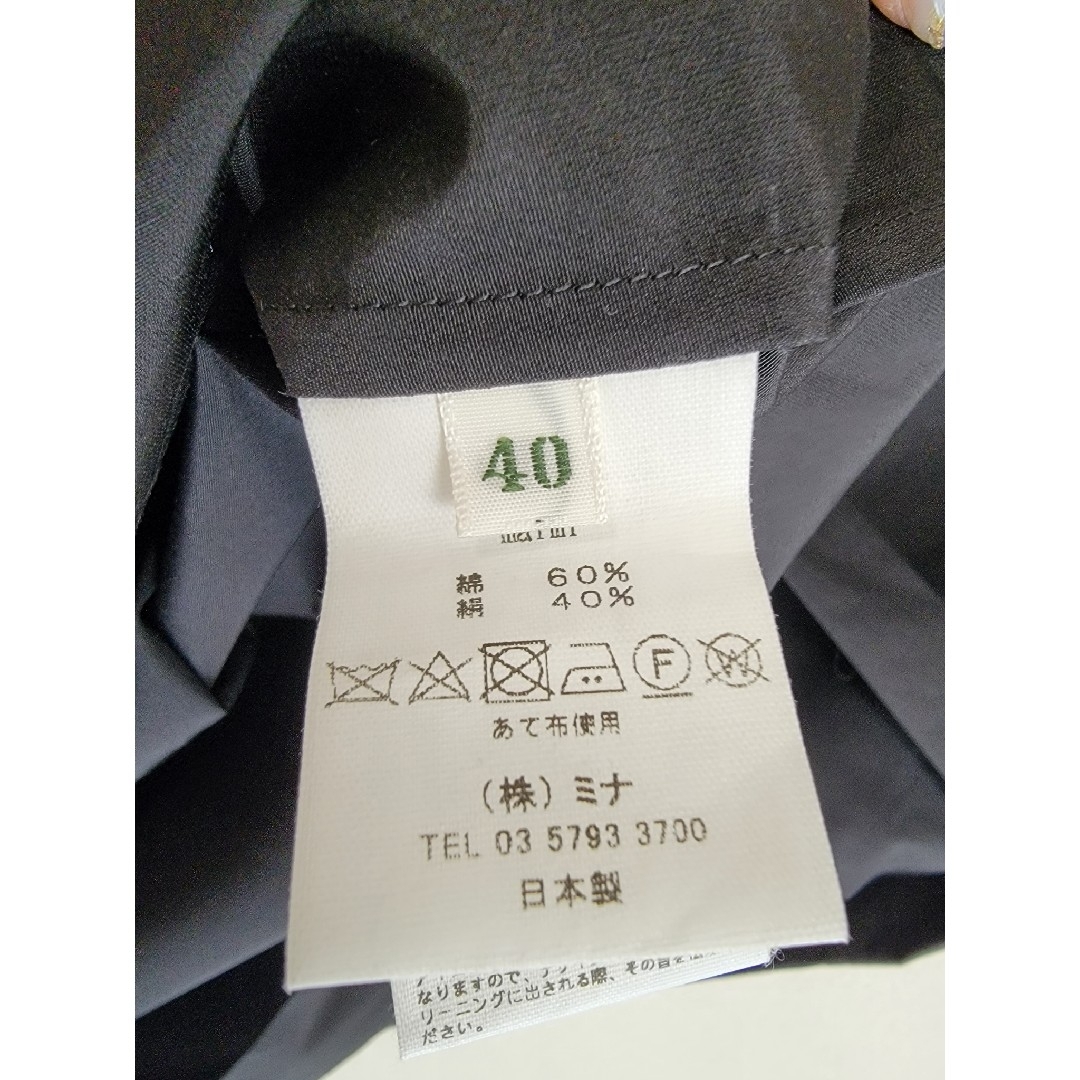 40
綿 60%
絹 40%
F
W
あて布使用
(株)ミナ
TEL 03 5793 3700
日本製
なりますので、
リーニングに出される際、その旨を
ださい。